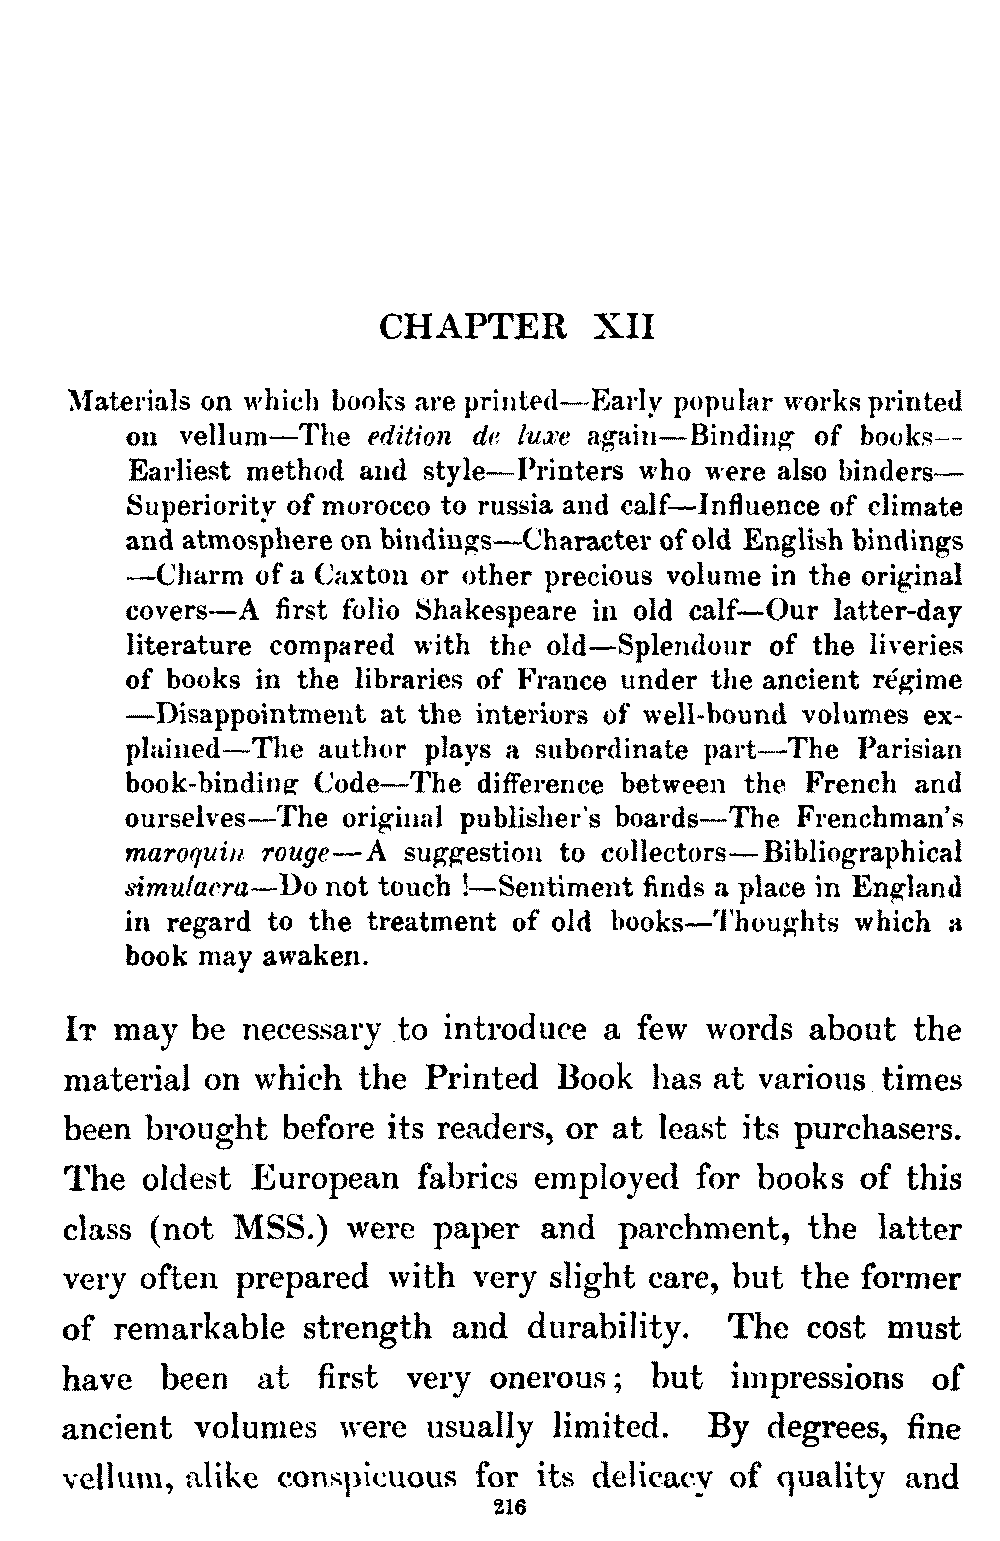 CHAPTER XII
Materials on which books are printed—Early popular works printed
on vellum—The edition de luxe again—Binding of books—
Earliest method and style—Printers who were also binders—
Superiority of morocco to russia and calf—Influence of climate
and atmosphere on bindings—Character of old English bindings
—Charm of a Caxton or other precious volume in the original
covers—A first folio Shakespeare in old calf—Our latter-day
literature compared with the old—Splendour of the liveries
of books in the libraries of France under the ancient régime
—Disappointment at the interiors of well-bound volumes ex-
plained—The author plays a subordinate part—The Parisian
book-binding Code—The difference between the French and
ourselves—The original publisher's boards—The Frenchman's
maroquin rouge—A suggestion to collectors—Bibliographical
simulacra—Do not touch !—Sentiment finds a place in England
in regard to the treatment of old books—Thoughts which a
book may awaken.
IT may be necessary to introduce a few words about the
material on which the Printed Book has at various times
been brought before its readers, or at least its purchasers.
The oldest European fabrics employed for books of this
class (not MSS.) were paper and parchment, the latter
very often prepared with very slight care, but the former
of remarkable strength and durability. The cost must
have been at first very onerous; but impressions of
ancient volumes were usually limited. By degrees, fine
vellum, alike conspicuous for its delicacy of quality and
216